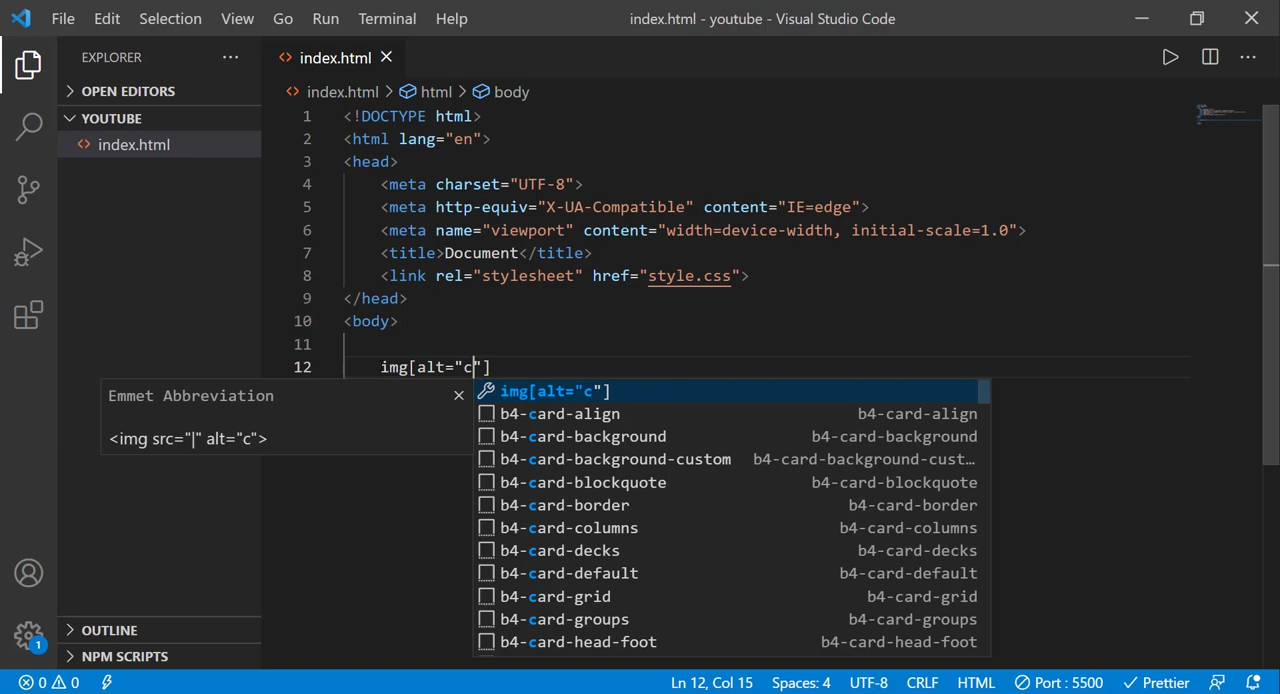 File Edit Selection View Go Run Terminal Help index.html - youtube - Visual Studio Code
EXPLORER
OPEN EDITORS
YOUTUBE
index.html
index.html
index.html > html > body
1 <!DOCTYPE html>
2 <html lang="en">
3 <head>
4 <meta charset="UTF-8">
5 <meta http-equiv="X-UA-Compatible" content="IE=edge">
6 <meta name="viewport" content="width=device-width, initial-scale=1.0">
7 <title>Document</title>
8 <link rel="stylesheet" href="style.css">
9 </head>
10 <body>
11
12 img[alt="c"]
Emmet Abbreviation
<img src="|" alt="c">
img[alt="c"]
b4-card-align b4-card-align
b4-card-background b4-card-background
b4-card-background-custom b4-card-background-cust…
b4-card-blockquote b4-card-blockquote
b4-card-border b4-card-border
b4-card-columns b4-card-columns
b4-card-decks b4-card-decks
b4-card-default b4-card-default
b4-card-grid b4-card-grid
b4-card-groups b4-card-groups
b4-card-head-foot b4-card-head-foot
OUTLINE
NPM SCRIPTS
1
0 0 Ln 12, Col 15 Spaces: 4 UTF-8 CRLF HTML Port : 5500 Prettier